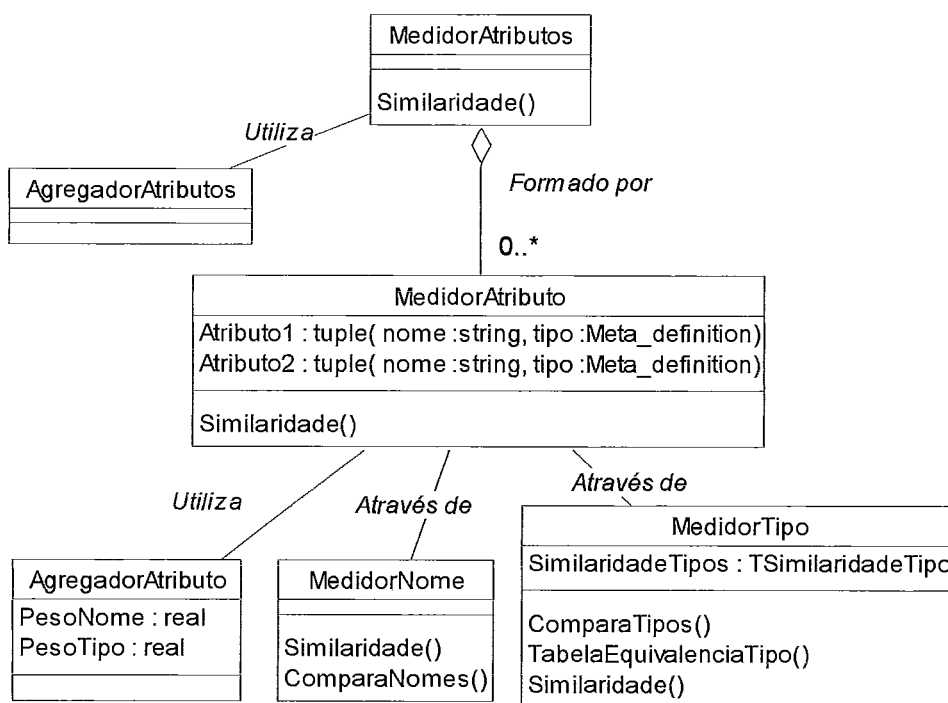 MedidorAtributos
Similaridade()
Utiliza
AgregadorAtributos
Formado por
0..*
MedidorAtributo
Atributo1 : tuple( nome :string, tipo :Meta_definition)
Atributo2 : tuple( nome :string, tipo :Meta_definition)
Similaridade()
Utiliza
Através de
Através de
AgregadorAtributo
PesoNome : real
PesoTipo : real
MedidorNome
Similaridade()
ComparaNomes()
MedidorTipo
SimilaridadeTipos : TSimilaridadeTipo
ComparaTipos()
TabelaEquivalenciaTipo()
Similaridade()